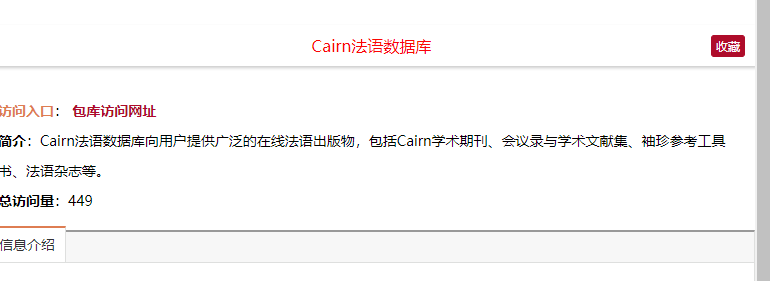 Cairn法语数据库
收藏
访问入口： 包库访问网址
简介：Cairn法语数据库向用户提供广泛的在线法语出版物，包括Cairn学术期刊、会议录与学术文献集、袖珍参考工具
书、法语杂志等。
总访问量：449
信息介绍